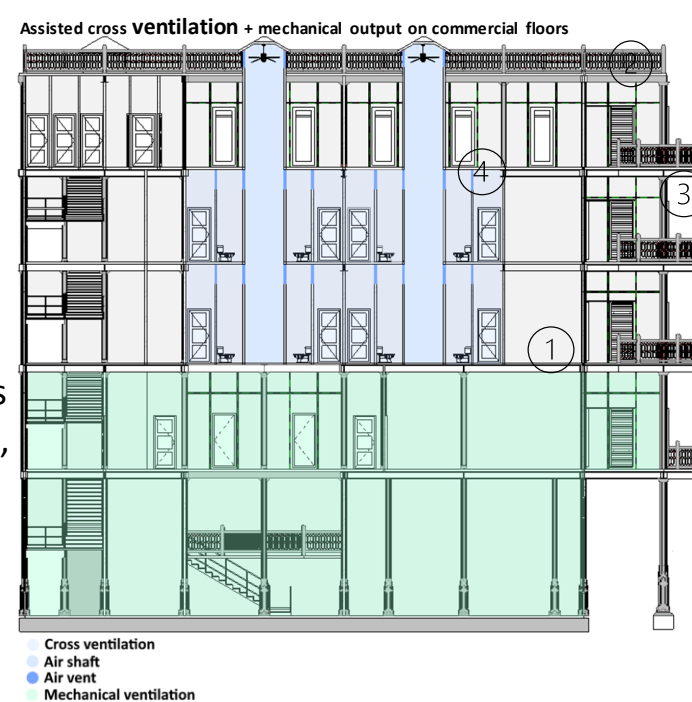 Assisted cross ventilation + mechanical output on commercial floors
2
4
3
1
s
,
Cross ventilation
Air shaft
Air vent
Mechanical ventilation